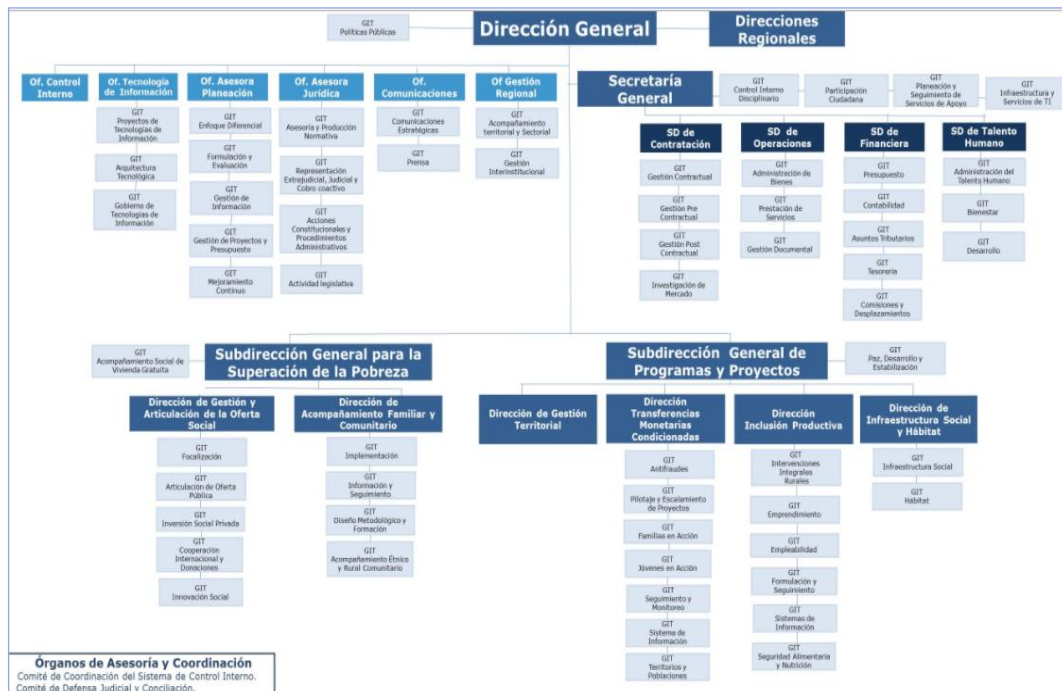 GIT
Políticas Públicas
Dirección General
Direcciones
Regionales
Of. Control
Interno
Of. Tecnología
de Información
GIT
Proyectos de
Tecnologías de
Información
GIT
Arquitectura
Tecnológica
GIT
Gobierno de
Tecnologías de
Información
Of. Asesora
Planeación
GIT
Enfoque Diferencial
GIT
Formulación y
Evaluación
GIT
Gestión de
Información
GIT
Gestión de Proyectos y
Presupuesto
GIT
Mejoramiento
Continuo
Of. Asesora
Jurídica
GIT
Asesoría y Producción
Normativa
GIT
Representación
Extrajudicial, Judicial y
Cobro coactivo
GIT
Acciones
Constitucionales y
Procedimientos
Administrativos
GIT
Actividad legislativa
Of.
Comunicaciones
GIT
Comunicaciones
Estratégicas
GIT
Prensa
Of Gestión
Regional
GIT
Acompañamiento
territorial y Sectorial
GIT
Gestión
Interinstitucional
Secretaría
General
GIT
Control Interno
Disciplinario
GIT
Participación
Ciudadana
GIT
Planeación y
Seguimiento de
Servicios de Apoyo
GIT
Infraestructura y
Servicios de TI
SD de
Contratación
GIT
Gestión Contractual
GIT
Gestión Pre
Contractual
GIT
Gestión Post
Contractual
GIT
Investigación de
Mercado
SD de
Operaciones
GIT
Administración de
Bienes
GIT
Prestación de
Servicios
GIT
Gestión Documental
SD de
Financiera
GIT
Presupuesto
GIT
Contabilidad
GIT
Asuntos Tributarios
GIT
Tesorería
GIT
Comisiones y
Desplazamientos
SD de Talento
Humano
GIT
Administración del
Talento Humano
GIT
Bienestar
GIT
Desarrollo
GIT
Acompañamiento Social de
Vivienda Gratuita
Subdirección General para la
Superación de la Pobreza
Dirección de Gestión y
Articulación de la Oferta
Social
GIT
Focalización
GIT
Articulación de Oferta
Pública
GIT
Inversión Social Privada
GIT
Cooperación
Internacional y
Donaciones
GIT
Innovación Social
Dirección de
Acompañamiento Familiar y
Comunitario
GIT
Implementación
GIT
Información y
Seguimiento
GIT
Diseño Metodológico y
Formación
GIT
Acompañamiento Étnico
y Rural Comunitario
Subdirección General de
Programas y Proyectos
GIT
Paz, Desarrollo y
Estabilización
Dirección de Gestión
Territorial
Dirección
Transferencias
Monetarias
Condicionadas
GIT
Antifraudes
GIT
Pilotaje y Escalamiento
de Proyectos
GIT
Familias en Acción
GIT
Jóvenes en Acción
GIT
Seguimiento y
Monitoreo
GIT
Sistema de
Información
GIT
Territorios y
Poblaciones
Dirección
Inclusión Productiva
GIT
Intervenciones
Integrales
Rurales
GIT
Emprendimiento
GIT
Empleabilidad
GIT
Formulación y
Seguimiento
GIT
Sistemas de
Información
GIT
Seguridad Alimentaria
y Nutrición
Dirección de
Infraestructura Social
y Hábitat
GIT
Infraestructura Social
GIT
Hábitat
Órganos de Asesoría y Coordinación
Comité de Coordinación del Sistema de Control Interno.
Comité de Defensa Judicial y Conciliación.